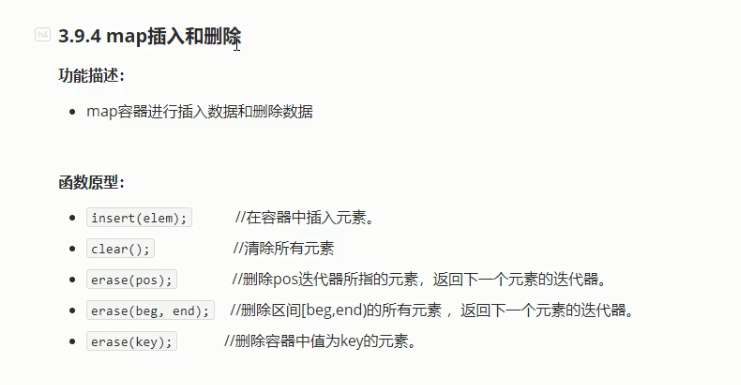 h4
3.9.4 map插入和删除
功能描述：
map容器进行插入数据和删除数据
函数原型：
insert(elem); //在容器中插入元素。
clear(); //清除所有元素
erase(pos); //删除pos迭代器所指的元素，返回下一个元素的迭代器。
erase(beg, end); //删除区间[beg,end)的所有元素 ，返回下一个元素的迭代器。
erase(key); //删除容器中值为key的元素。